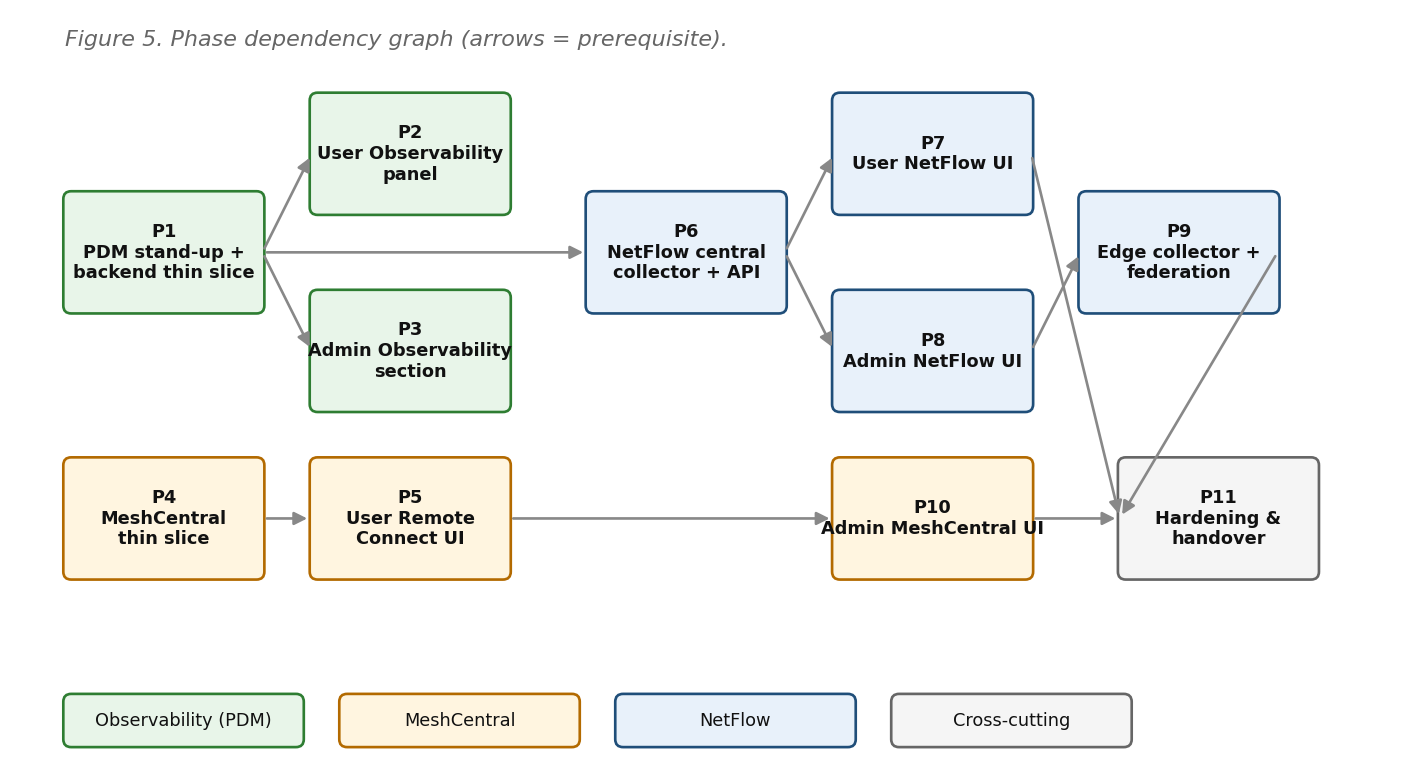 Figure 5. Phase dependency graph (arrows = prerequisite).
P1
PDM stand-up +
backend thin slice
P2
User Observability
panel
P3
Admin Observability
section
P6
NetFlow central
collector + API
P7
User NetFlow UI
P8
Admin NetFlow UI
P9
Edge collector +
federation
P4
MeshCentral
thin slice
P5
User Remote
Connect UI
P10
Admin MeshCentral UI
P11
Hardening &
handover
Observability (PDM)
MeshCentral
NetFlow
Cross-cutting